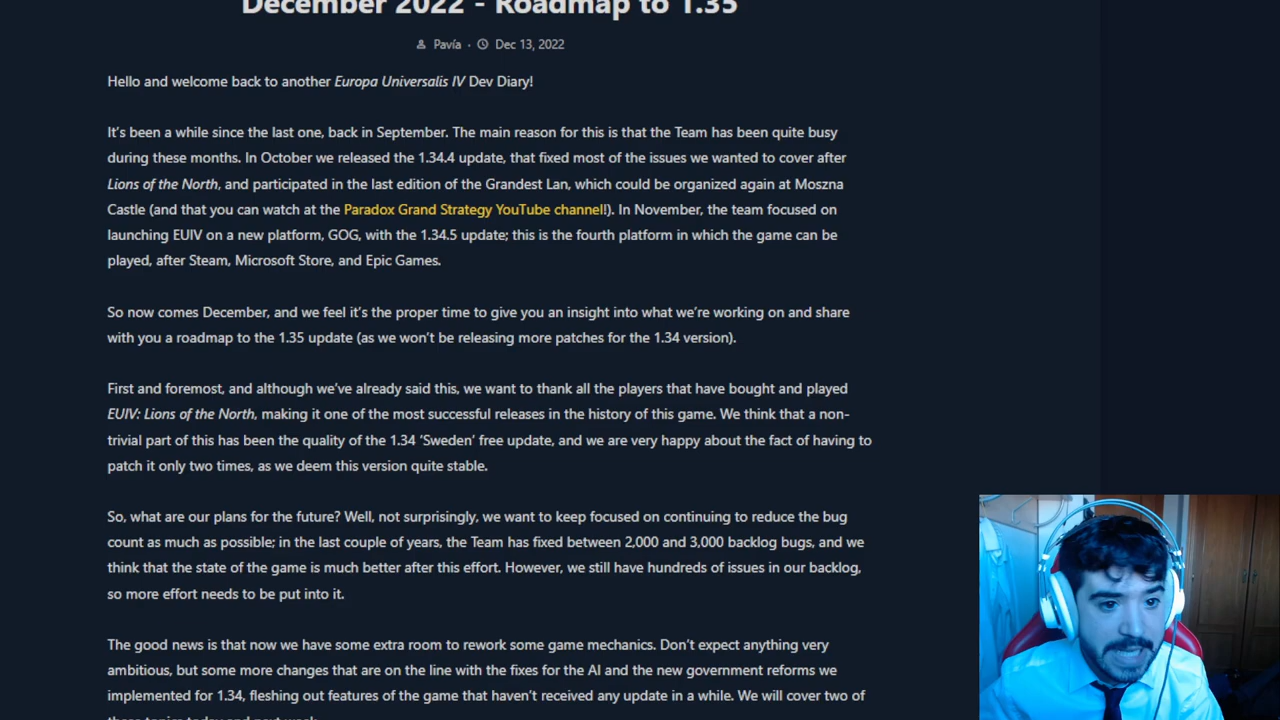 December 2022 - Roadmap to 1.35
Pavía · Dec 13, 2022
Hello and welcome back to another Europa Universalis IV Dev Diary!
It's been a while since the last one, back in September. The main reason for this is that the Team has been quite busy
during these months. In October we released the 1.34.4 update, that fixed most of the issues we wanted to cover after
Lions of the North, and participated in the last edition of the Grandest Lan, which could be organized again at Moszna
Castle (and that you can watch at the Paradox Grand Strategy YouTube channel!). In November, the team focused on
launching EUIV on a new platform, GOG, with the 1.34.5 update; this is the fourth platform in which the game can be
played, after Steam, Microsoft Store, and Epic Games.
So now comes December, and we feel it's the proper time to give you an insight into what we're working on and share
with you a roadmap to the 1.35 update (as we won't be releasing more patches for the 1.34 version).
First and foremost, and although we've already said this, we want to thank all the players that have bought and played
EUIV: Lions of the North, making it one of the most successful releases in the history of this game. We think that a non-
trivial part of this has been the quality of the 1.34 'Sweden' free update, and we are very happy about the fact of having to
patch it only two times, as we deem this version quite stable.
So, what are our plans for the future? Well, not surprisingly, we want to keep focused on continuing to reduce the bug
count as much as possible; in the last couple of years, the Team has fixed between 2,000 and 3,000 backlog bugs, and we
think that the state of the game is much better after this effort. However, we still have hundreds of issues in our backlog,
so more effort needs to be put into it.
The good news is that now we have some extra room to rework some game mechanics. Don't expect anything very
ambitious, but some more changes that are on the line with the fixes for the AI and the new government reforms we
implemented for 1.34, fleshing out features of the game that haven't received any update in a while. We will cover two of
these topics today and next week.